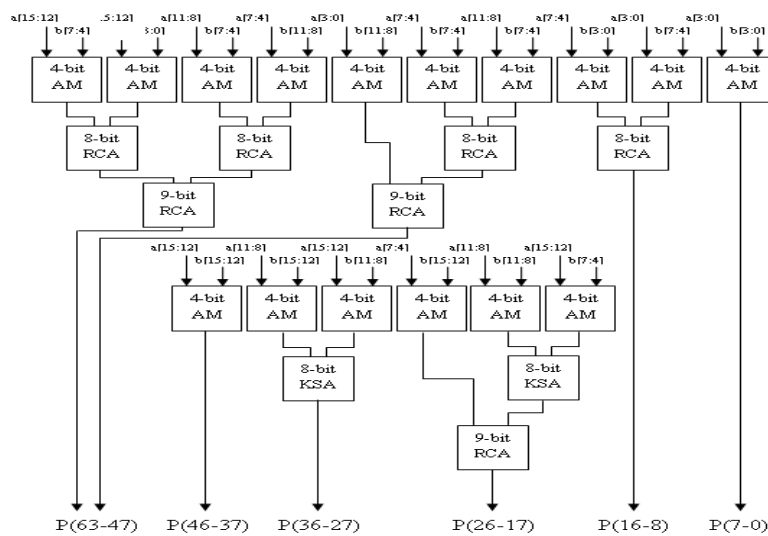 a[15:12] .5:12] a[11:8] a[7:4] a[3:0] a[7:4] a[11:8] a[7:4] a[3:0] a[3:0]
b[7:4] 3:0] b[7:4] b[11:8] b[11:8] b[7:4] b[7:4] b[3:0] b[7:4] b[3:0]
4-bit AM 4-bit AM 4-bit AM 4-bit AM 4-bit AM 4-bit AM 4-bit AM 4-bit AM 4-bit AM 4-bit AM
8-bit RCA 8-bit RCA 8-bit RCA 8-bit RCA
9-bit RCA 9-bit RCA
a[15:12] a[11:8] a[15:12] a[7:4] a[11:8] a[15:12]
b[15:12] b[15:12] b[11:8] b[15:12] b[11:8] b[7:4]
4-bit AM 4-bit AM 4-bit AM 4-bit AM 4-bit AM 4-bit AM
8-bit KSA 8-bit KSA
9-bit RCA
P(63-47) P(46-37) P(36-27) P(26-17) P(16-8) P(7-0)